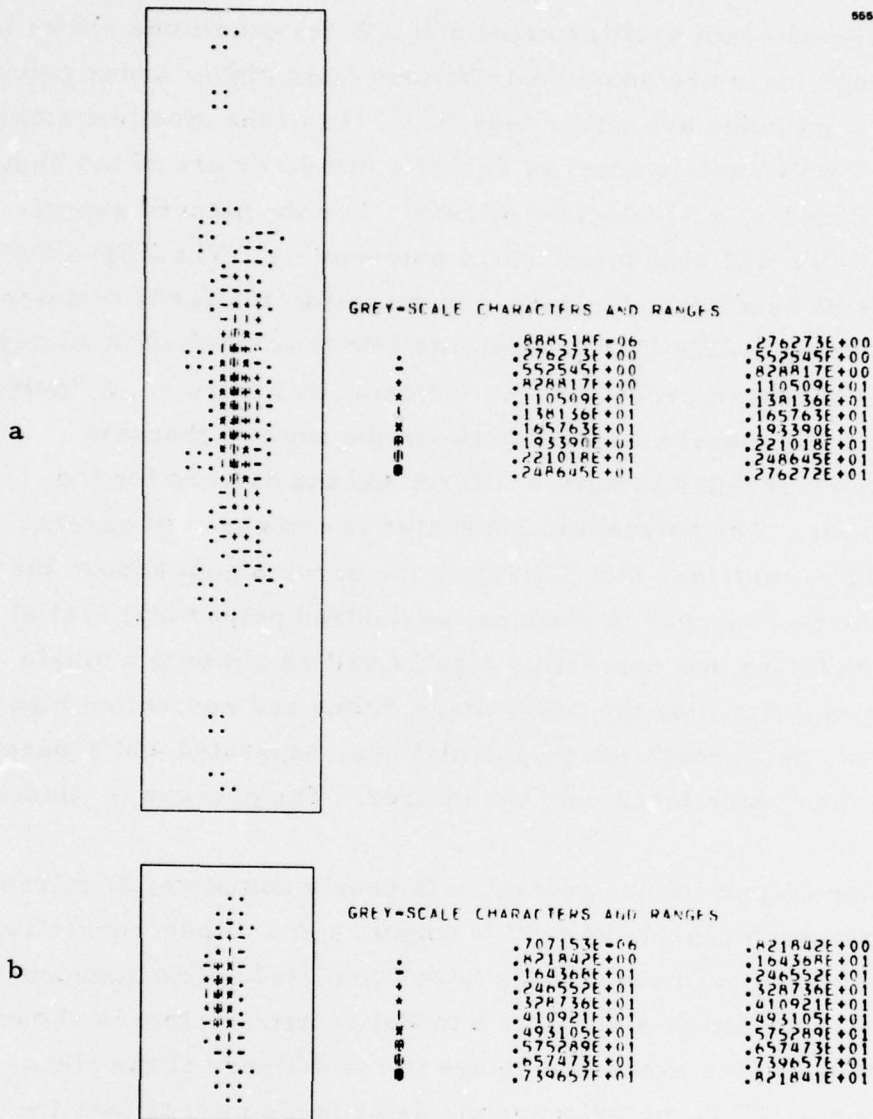 555
GREY-SCALE CHARACTERS AND RANGES
.888518E-06 .276273E+00
. .276273E+00 .552545E+00
- .552545E+00 .828817E+00
+ .828817E+00 .110509E+01
* .110509E+01 .138136E+01
I .138136E+01 .165763E+01
X .165763E+01 .193390E+01
.193390E+01 .221018E+01
.221018E+01 .248645E+01
.248645E+01 .276272E+01
a
GREY-SCALE CHARACTERS AND RANGES
.707153E-06 .821842E+00
. .821842E+00 .164368E+01
- .164368E+01 .246552E+01
+ .246552E+01 .328736E+01
* .328736E+01 .410921E+01
I .410921E+01 .493105E+01
X .493105E+01 .575289E+01
.575289E+01 .657473E+01
.657473E+01 .739657E+01
.739657E+01 .821841E+01
b